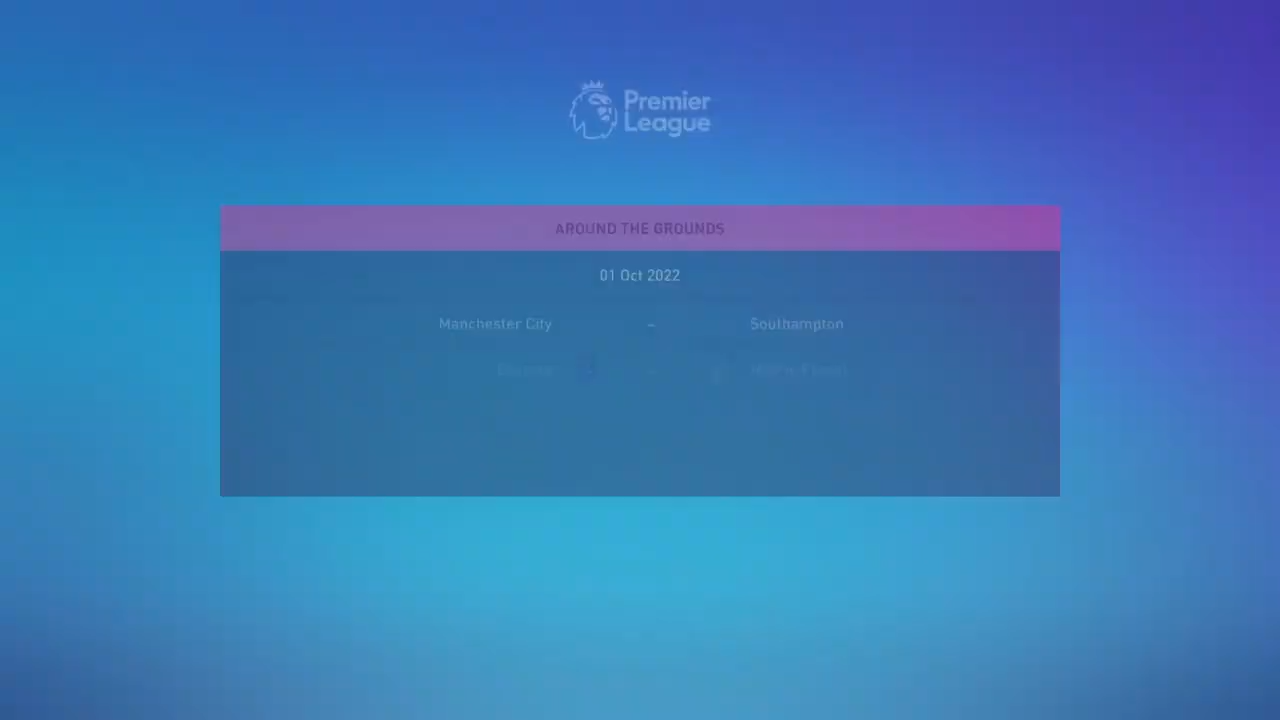 Premier
League
AROUND THE GROUNDS
01 Oct 2022
Manchester City - Southampton